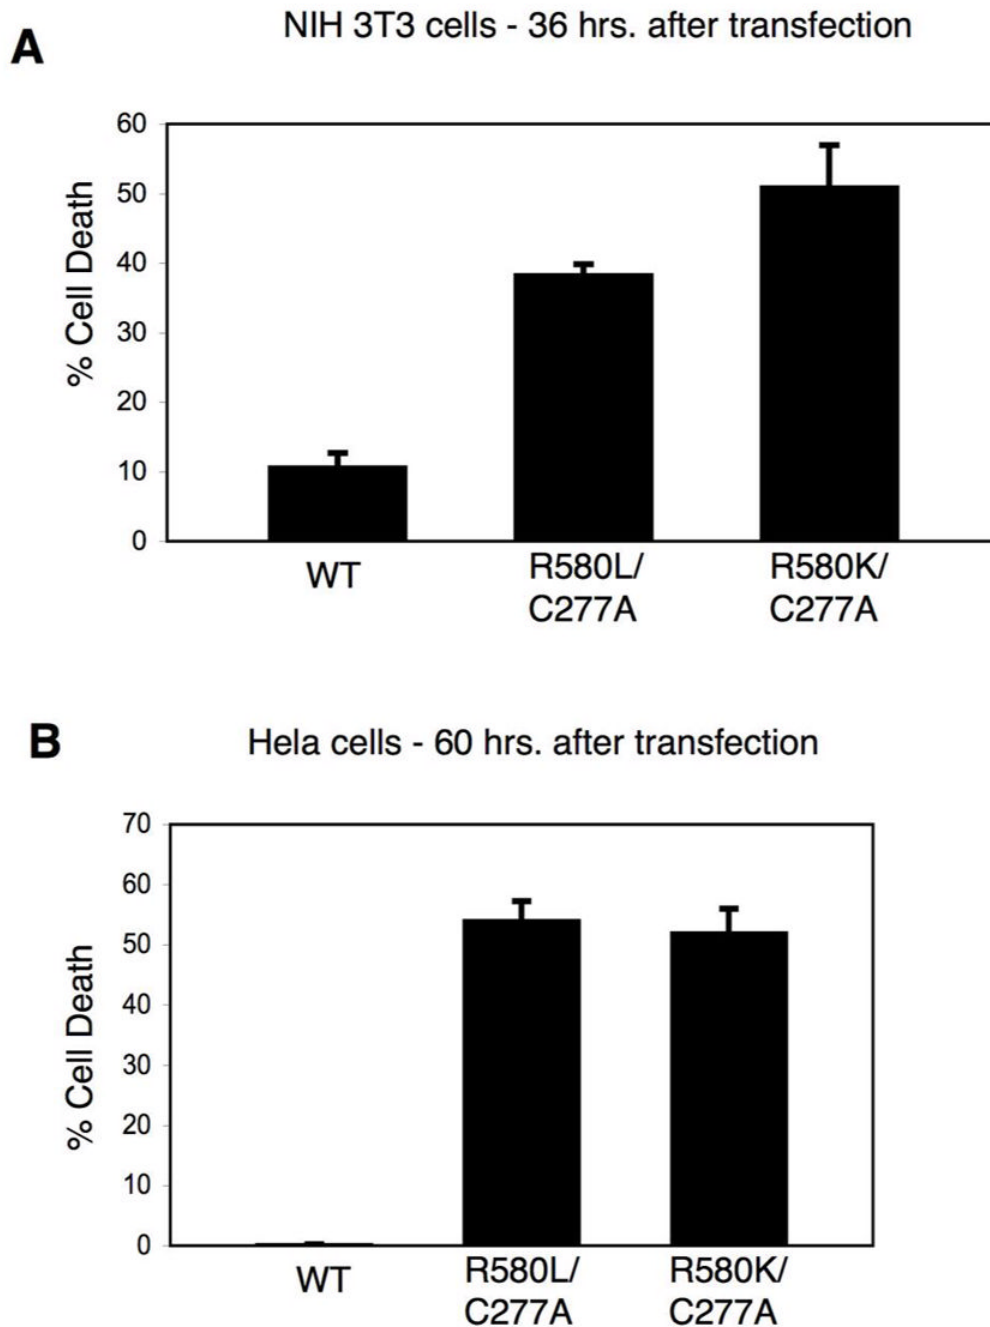 A
NIH 3T3 cells - 36 hrs. after transfection
% Cell Death
60
50
40
30
20
10
0
WT
R580L/
C277A
R580K/
C277A
B
Hela cells - 60 hrs. after transfection
% Cell Death
70
60
50
40
30
20
10
0
WT
R580L/
C277A
R580K/
C277A